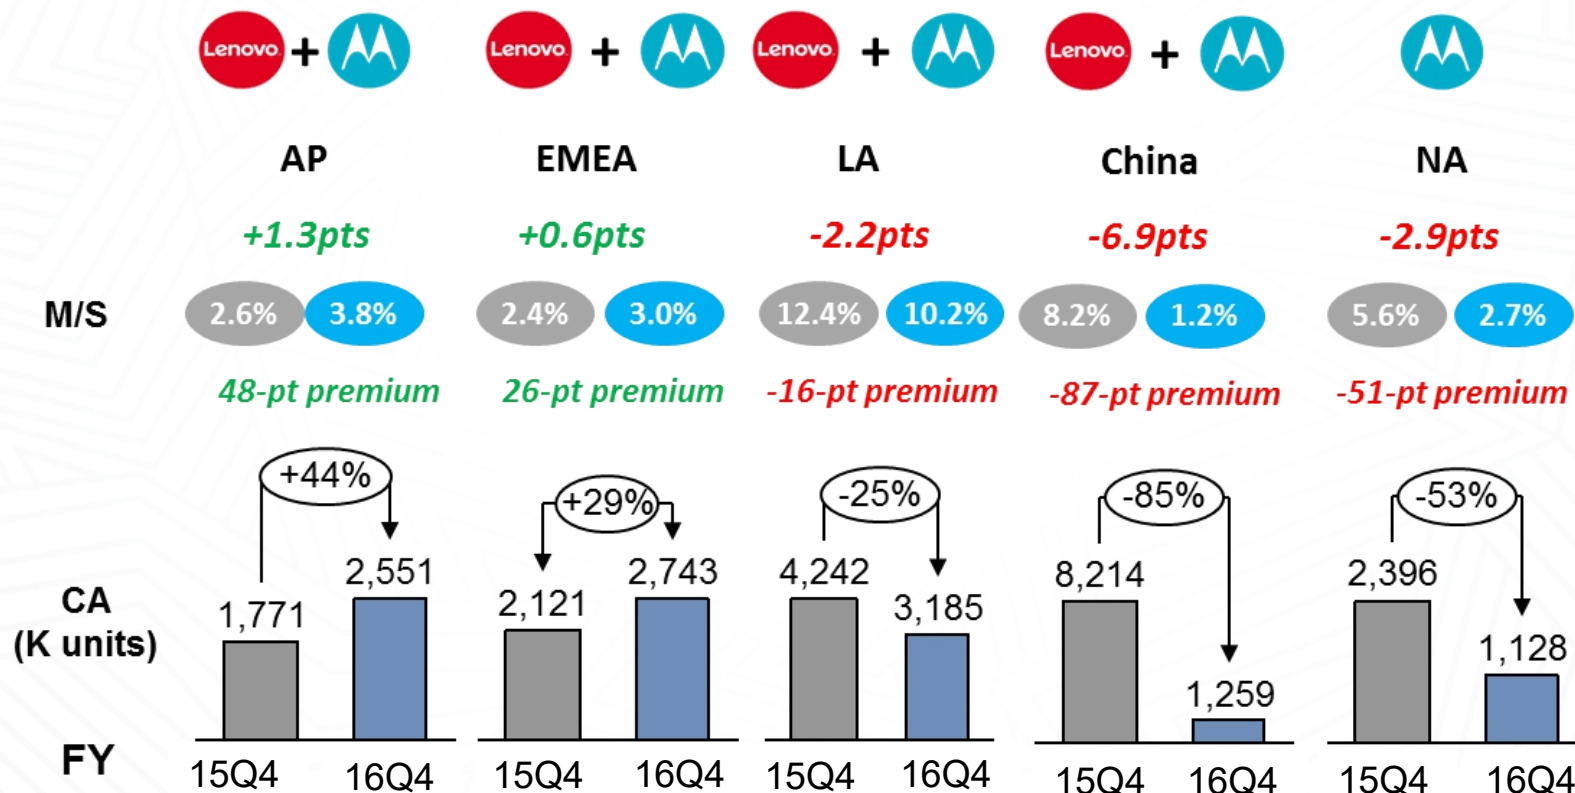 Lenovo + Lenovo + Lenovo + Lenovo +
AP EMEA LA China NA
+1.3pts +0.6pts -2.2pts -6.9pts -2.9pts
M/S 2.6% 3.8% 2.4% 3.0% 12.4% 10.2% 8.2% 1.2% 5.6% 2.7%
48-pt premium 26-pt premium -16-pt premium -87-pt premium -51-pt premium
+44% +29% -25% -85% -53%
1,771 2,551 2,121 2,743 4,242 3,185 8,214 1,259 2,396 1,128
CA
(K units)
FY 15Q4 16Q4 15Q4 16Q4 15Q4 16Q4 15Q4 16Q4 15Q4 16Q4